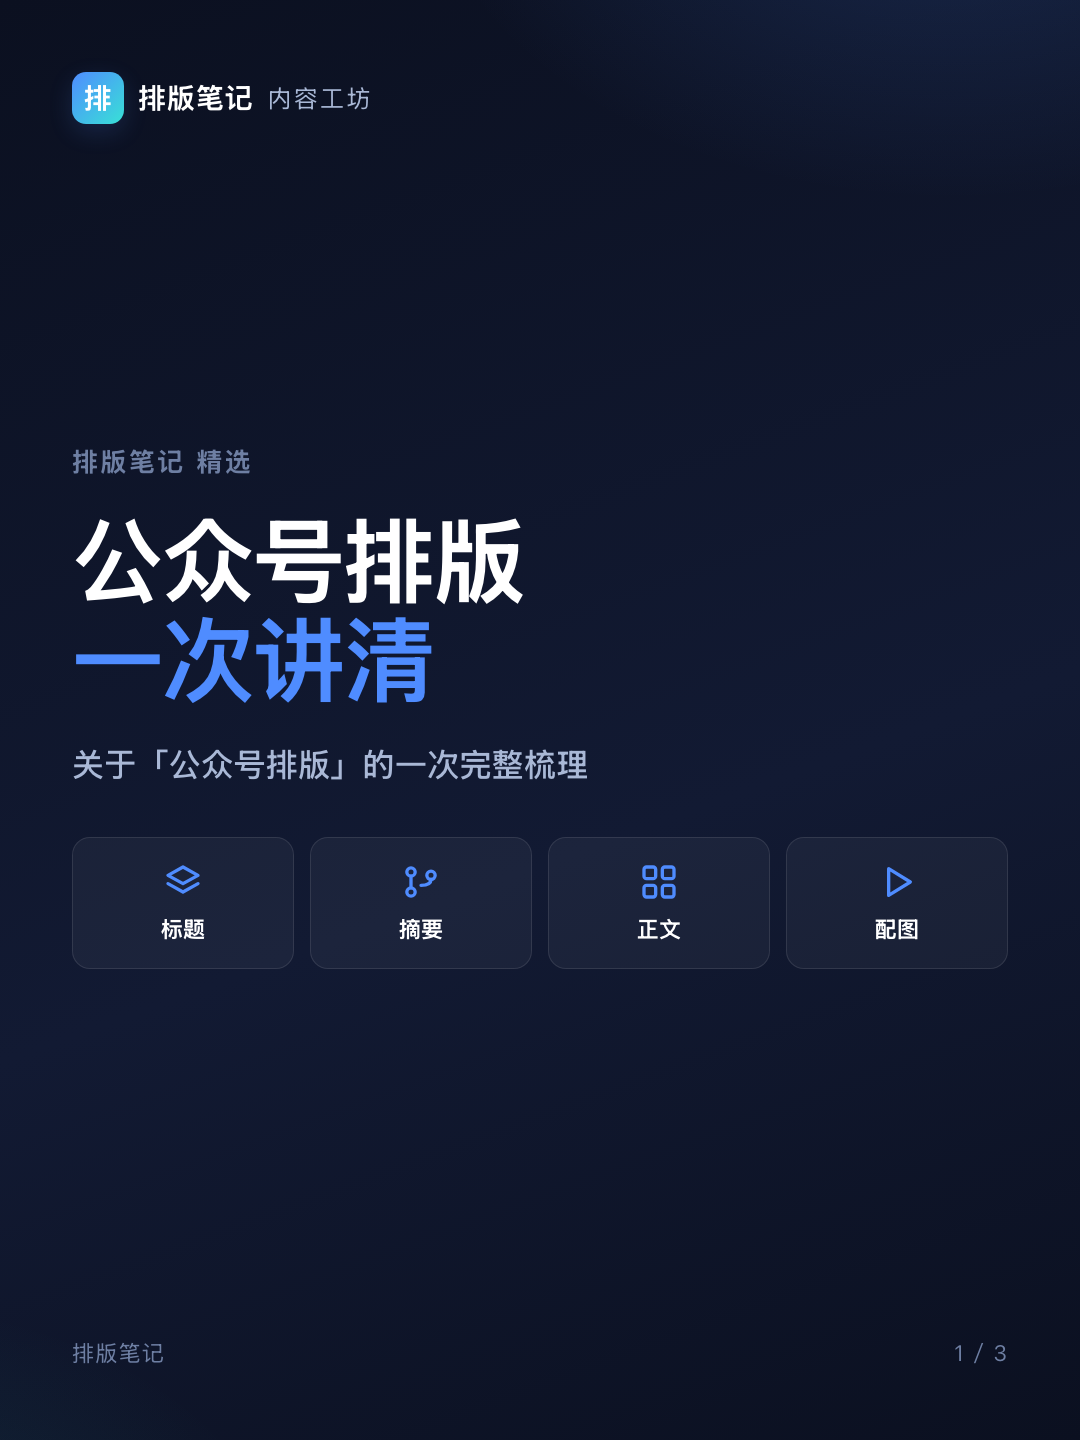 排 排版笔记 内容工坊
排版笔记 精选
公众号排版
一次讲清
关于「公众号排版」的一次完整梳理
标题 摘要 正文 配图
排版笔记 1 / 3